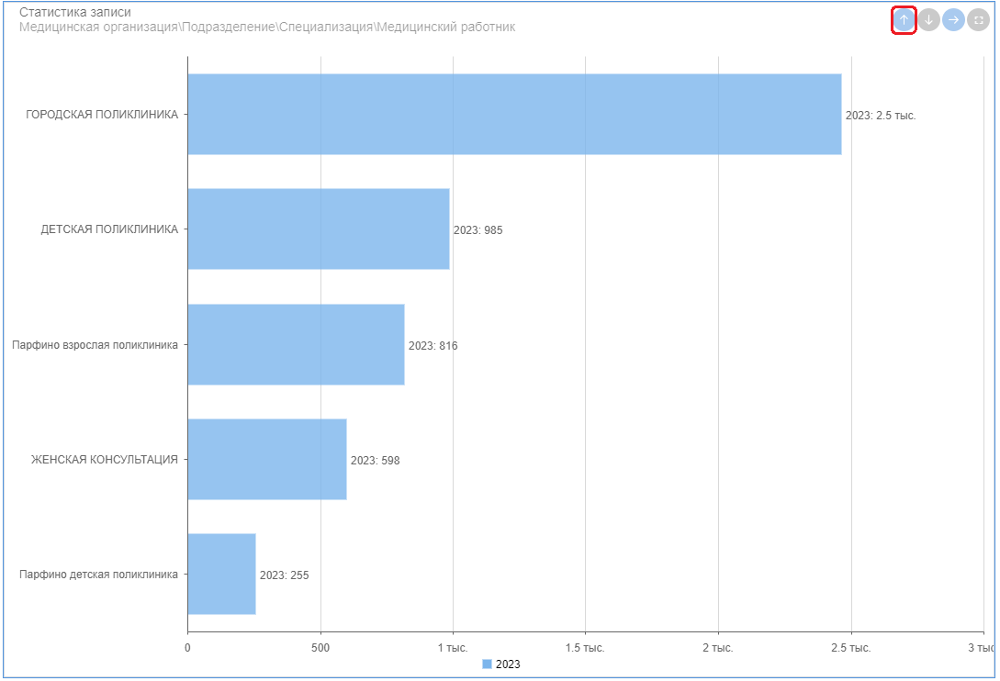 Статистика записи
Медицинская организация\Подразделение\Специализация\Медицинский работник
ГОРОДСКАЯ ПОЛИКЛИНИКА
2023: 2.5 тыс.
ДЕТСКАЯ ПОЛИКЛИНИКА
2023: 985
Парфино взрослая поликлиника
2023: 816
ЖЕНСКАЯ КОНСУЛЬТАЦИЯ
2023: 598
Парфино детская поликлиника
2023: 255
0 500 1 тыс. 1.5 тыс. 2 тыс. 2.5 тыс. 3 тыс
2023